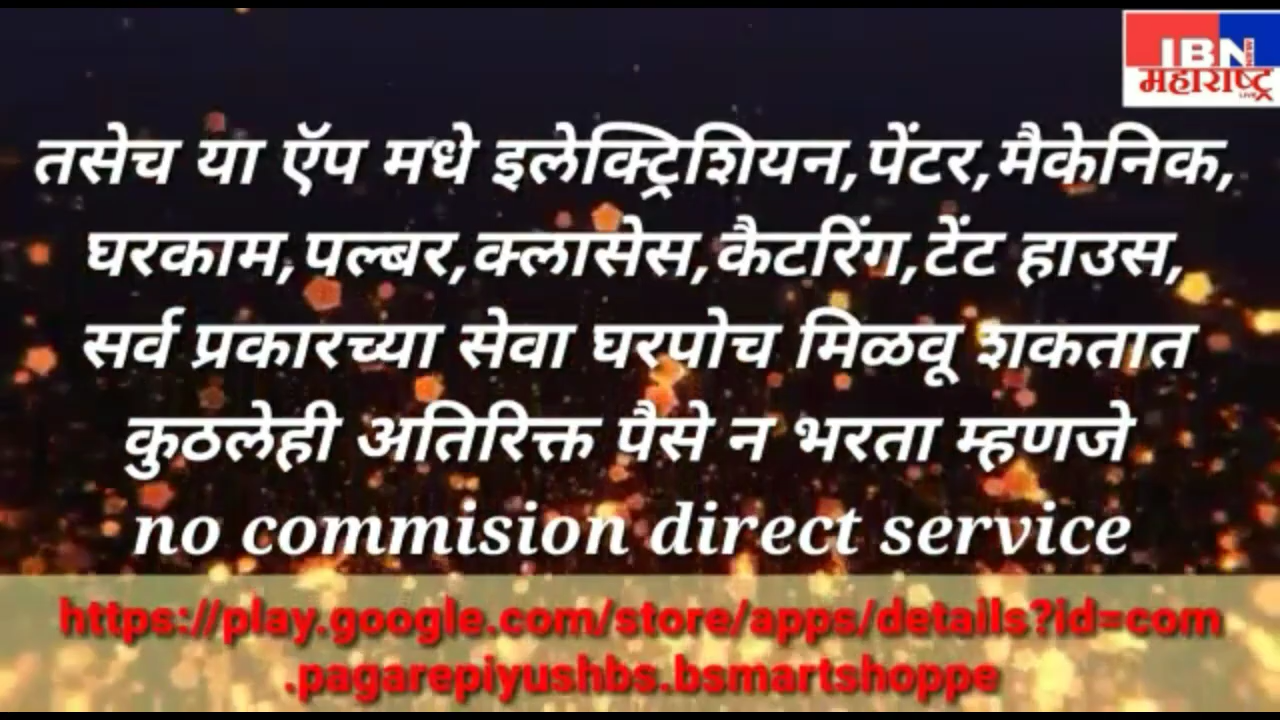 IBN
NEW
महाराष्ट्र
LIVE
तसेच या ऍप मधे इलेक्ट्रिशियन,पेंटर,मैकेनिक,
घरकाम,पल्बर,क्लासेस,कैटरिंग,टेंट हाउस,
सर्व प्रकारच्या सेवा घरपोच मिळवू शकतात
कुठलेही अतिरिक्त पैसे न भरता म्हणजे
no commision direct service
https://play.google.com/store/apps/details?id=com
.pagarepiyushbs.bsmartshoppe